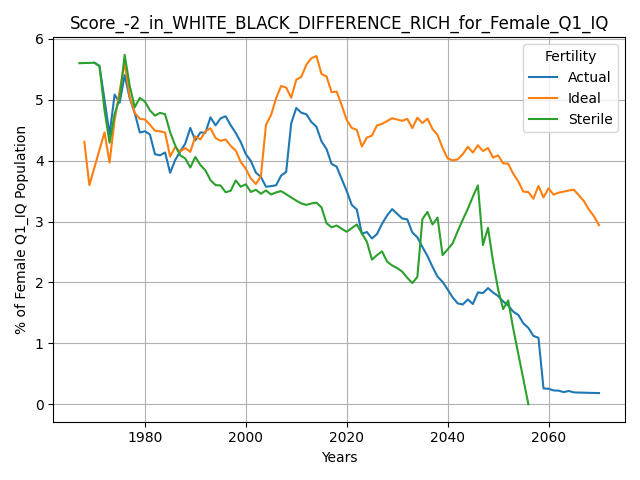 Score_-2_in_WHITE_BLACK_DIFFERENCE_RICH_for_Female_Q1_IQ
Fertility
Actual
Ideal
Sterile
% of Female Q1_IQ Population
6
5
4
3
2
1
0
1980
2000
2020
2040
2060
Years